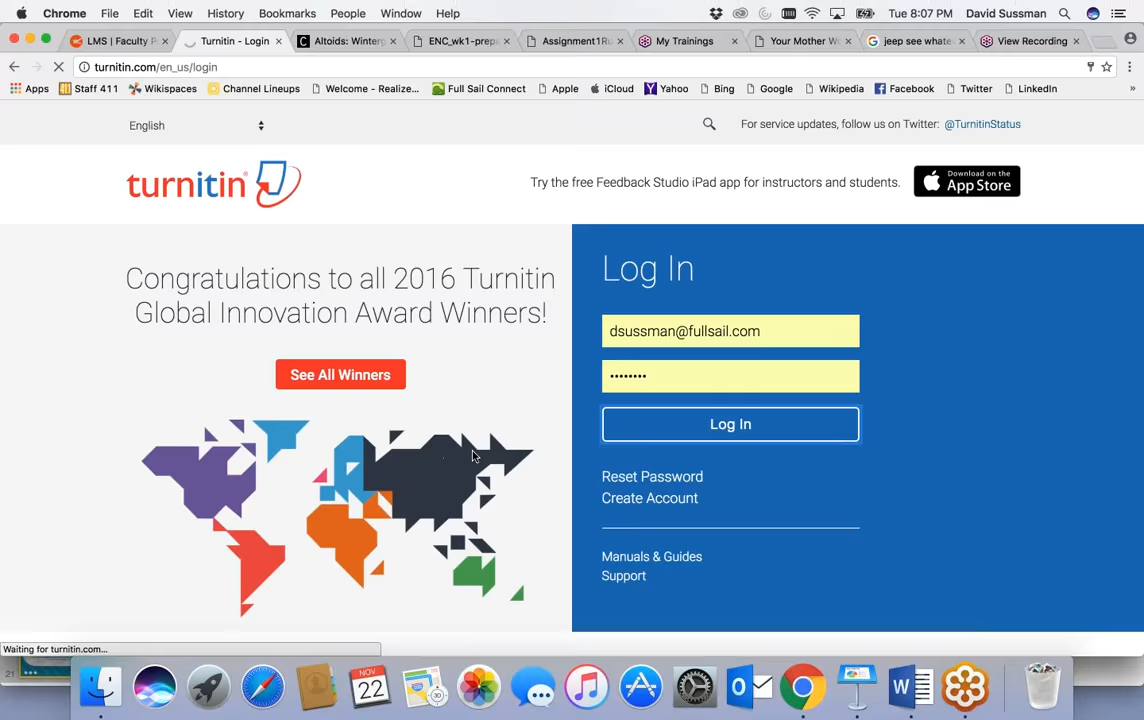 Chrome File Edit View History Bookmarks People Window Help Tue 8:07 PM David Sussman
LMS | Faculty P Turnitin - Login Altoids: Winterg ENC_wk1-prepa Assignment1Ru My Trainings Your Mother W jeep see whate View Recording
turnitin.com/en_us/login
Apps Staff 411 Wikispaces Channel Lineups Welcome - Realize... Full Sail Connect Apple iCloud Yahoo Bing Google Wikipedia Facebook Twitter LinkedIn »
English For service updates, follow us on Twitter: @TurnitinStatus
turnitin
Try the free Feedback Studio iPad app for instructors and students. Download on the App Store
Congratulations to all 2016 Turnitin
Global Innovation Award Winners!
See All Winners
Log In
dsussman@fullsail.com
••••••••
Log In
Reset Password
Create Account
Manuals & Guides
Support
Waiting for turnitin.com...
21
NOV
22